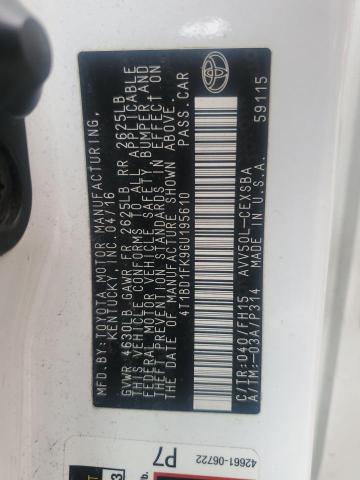 MFD.BY:TOYOTA MOTOR MANUFACTURING,
KENTUCKY, INC. 04/16
GVWR 4630LB GAWR FR 2625LB RR 2625LB
THIS VEHICLE CONFORMS TO ALL APPLICABLE
FEDERAL MOTOR VEHICLE SAFETY, BUMPER, AND
THEFT PREVENTION STANDARDS IN EFFECT ON
THE DATE OF MANUFACTURE SHOWN ABOVE.
4T1BD1FK9GU195610 PASS.CAR
C/TR:040/FH15 AVV50L-CEXSBA
A/TM:-03A/P314 MADE IN U.S.A. 59115
42661-06722
P7